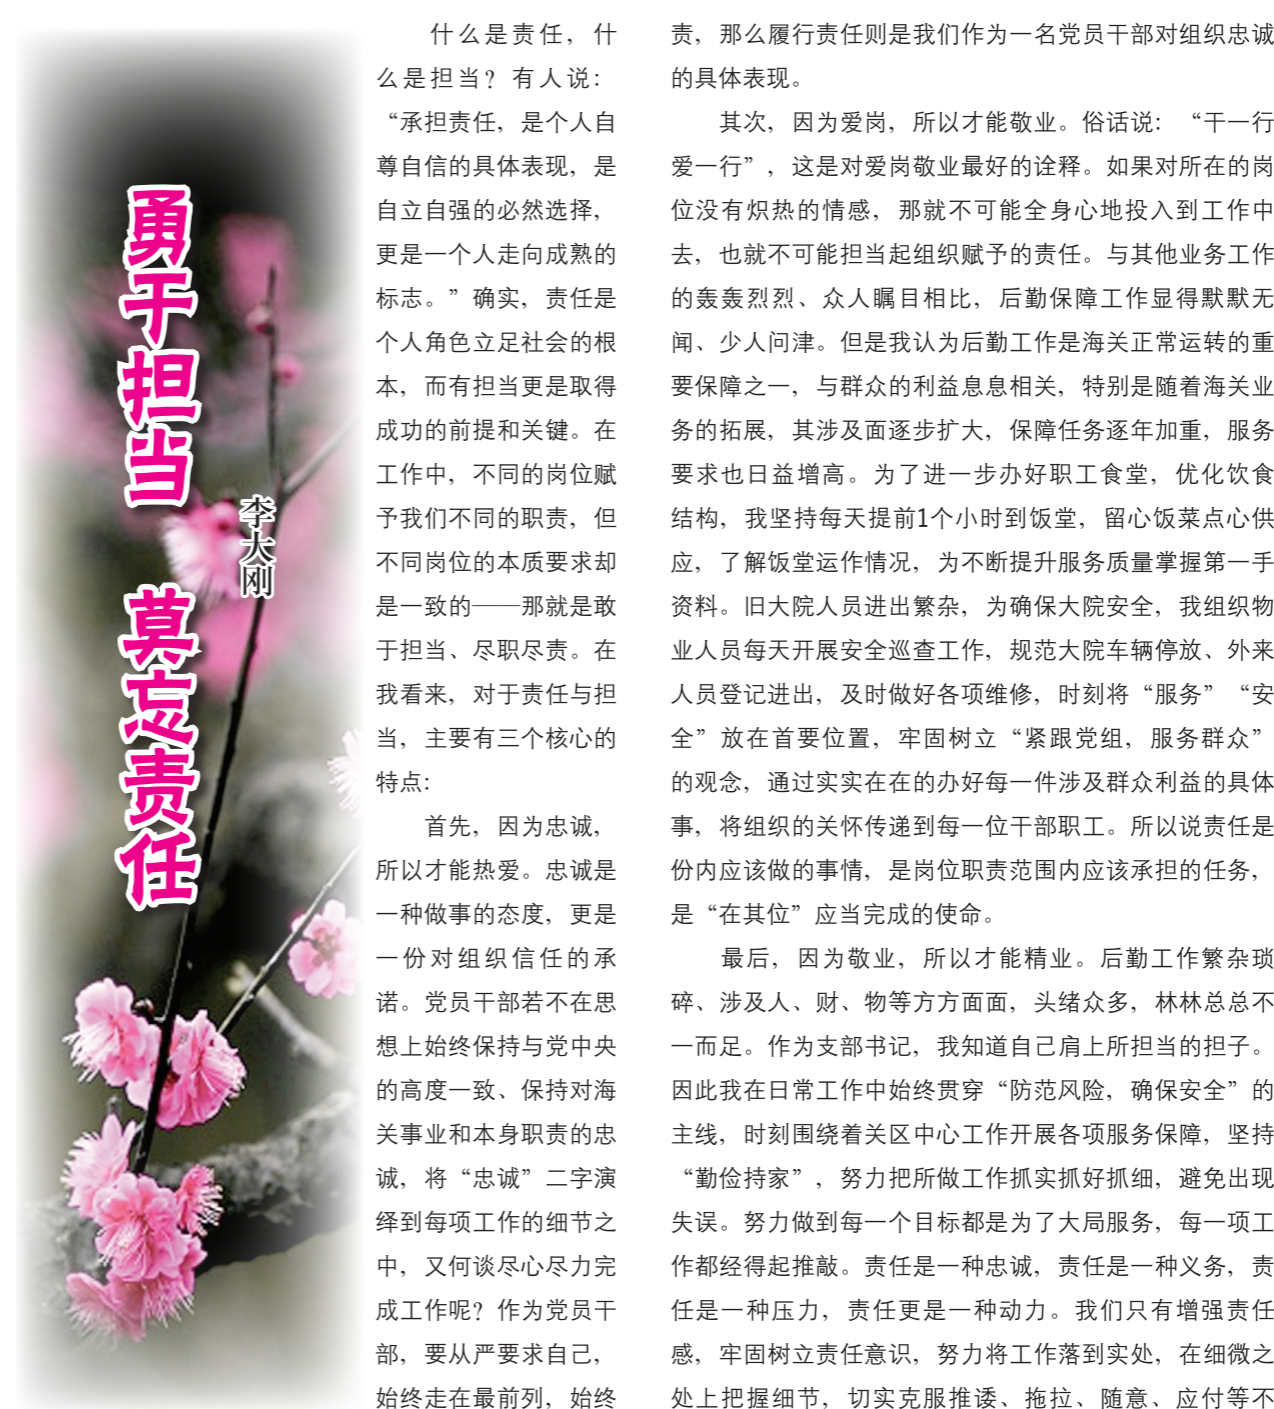 勇于担当 莫忘责任
李大刚
什么是责任，什
么是担当？有人说：
“承担责任，是个人自
尊自信的具体表现，是
自立自强的必然选择，
更是一个人走向成熟的
标志。”确实，责任是
个人角色立足社会的根
本，而有担当更是取得
成功的前提和关键。在
工作中，不同的岗位赋
予我们不同的职责，但
不同岗位的本质要求却
是一致的——那就是敢
于担当、尽职尽责。在
我看来，对于责任与担
当，主要有三个核心的
特点：
首先，因为忠诚，
所以才能热爱。忠诚是
一种做事的态度，更是
一份对组织信任的承
诺。党员干部若不在思
想上始终保持与党中央
的高度一致、保持对海
关事业和本身职责的忠
诚，将“忠诚”二字演
绎到每项工作的细节之
中，又何谈尽心尽力完
成工作呢？作为党员干
部，要从严要求自己，
始终走在最前列，始终
责，那么履行责任则是我们作为一名党员干部对组织忠诚
的具体表现。
其次，因为爱岗，所以才能敬业。俗话说：“干一行
爱一行”，这是对爱岗敬业最好的诠释。如果对所在的岗
位没有炽热的情感，那就不可能全身心地投入到工作中
去，也就不可能担当起组织赋予的责任。与其他业务工作
的轰轰烈烈、众人瞩目相比，后勤保障工作显得默默无
闻、少人问津。但是我认为后勤工作是海关正常运转的重
要保障之一，与群众的利益息息相关，特别是随着海关业
务的拓展，其涉及面逐步扩大，保障任务逐年加重，服务
要求也日益增高。为了进一步办好职工食堂，优化饮食
结构，我坚持每天提前1个小时到饭堂，留心饭菜点心供
应，了解饭堂运作情况，为不断提升服务质量掌握第一手
资料。旧大院人员进出繁杂，为确保大院安全，我组织物
业人员每天开展安全巡查工作，规范大院车辆停放、外来
人员登记进出，及时做好各项维修，时刻将“服务”“安
全”放在首要位置，牢固树立“紧跟党组，服务群众”
的观念，通过实实在在的办好每一件涉及群众利益的具体
事，将组织的关怀传递到每一位干部职工。所以说责任是
份内应该做的事情，是岗位职责范围内应该承担的任务，
是“在其位”应当完成的使命。
最后，因为敬业，所以才能精业。后勤工作繁杂琐
碎、涉及人、财、物等方方面面，头绪众多，林林总总不
一而足。作为支部书记，我知道自己肩上所担当的担子。
因此我在日常工作中始终贯穿“防范风险，确保安全”的
主线，时刻围绕着关区中心工作开展各项服务保障，坚持
“勤俭持家”，努力把所做工作抓实抓好抓细，避免出现
失误。努力做到每一个目标都是为了大局服务，每一项工
作都经得起推敲。责任是一种忠诚，责任是一种义务，责
任是一种压力，责任更是一种动力。我们只有增强责任
感，牢固树立责任意识，努力将工作落到实处，在细微之
处上把握细节，切实克服推诿、拖拉、随意、应付等不